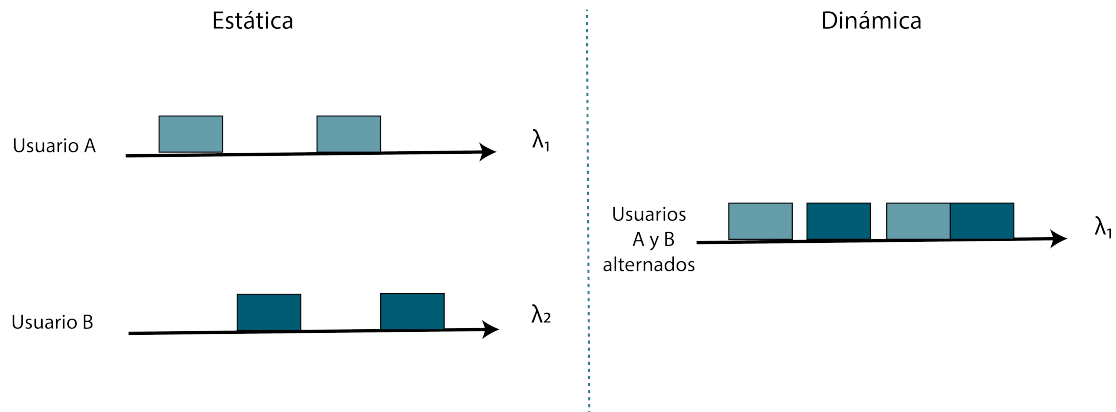 Estática
Usuario A
λ₁
Usuario B
λ₂
Dinámica
Usuarios
A y B
alternados
λ₁